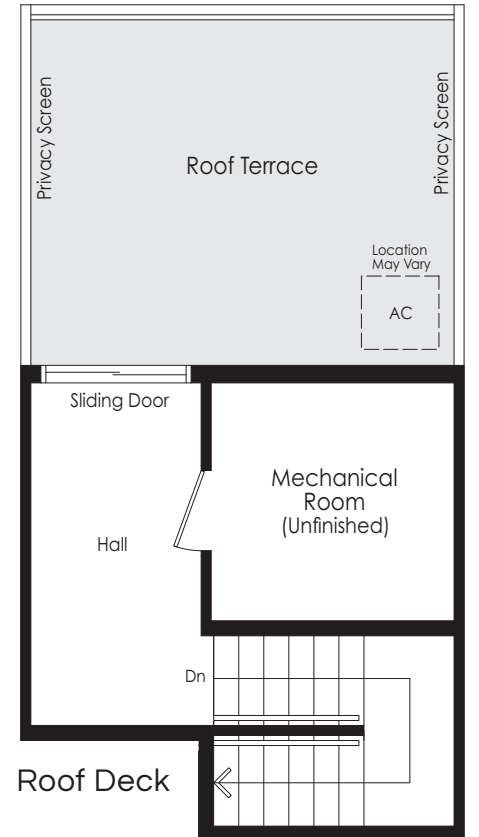 Privacy Screen
Privacy Screen
Roof Terrace
Location
May Vary
AC
Sliding Door
Mechanical
Room
(Unfinished)
Hall
Dn
Roof Deck